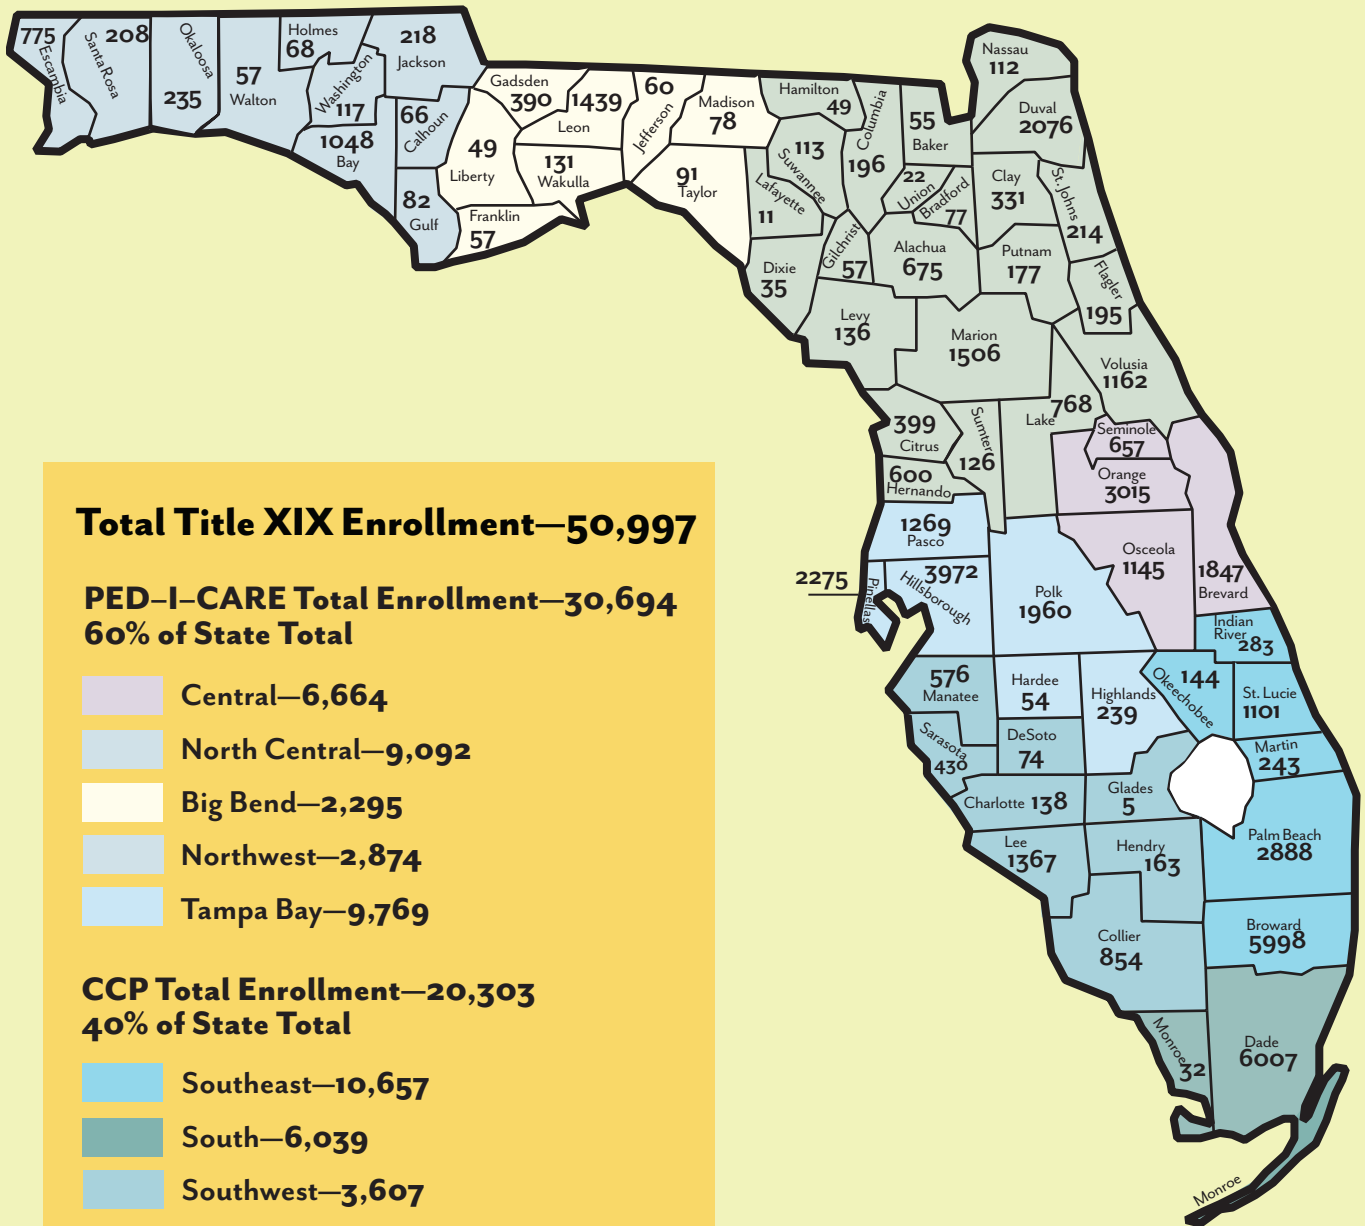 775
Escambia
208
Santa Rosa
Okaloosa
235
57
Walton
Holmes
68
Washington
117
218
Jackson
1048
Bay
66
Calhoun
82
Gulf
Gadsden
390
49
Liberty
1439
Leon
131
Wakulla
Franklin
57
60
Jefferson
Madison
78
91
Taylor
Hamilton
49
113
Suwannee
Lafayette
11
Columbia
196
55
Baker
22
Union
Bradford
77
Nassau
112
Duval
2076
Clay
331
St. Johns
214
Dixie
35
Gilchrist
57
Alachua
675
Putnam
177
Flagler
195
Levy
136
Marion
1506
Volusia
1162
399
Citrus
Sumter
126
768
Lake
Seminole
657
Orange
3015
600
Hernando
1269
Pasco
2275
Pinellas
3972
Hillsborough
Polk
1960
Osceola
1145
1847
Brevard
Indian
River
283
576
Manatee
Hardee
54
Highlands
239
144
Okeechobee
St. Lucie
1101
Sarasota
430
DeSoto
74
Martin
243
Charlotte 138
Glades
5
Palm Beach
2888
Lee
1367
Hendry
163
Collier
854
Broward
5998
Monroe
32
Dade
6007
Monroe
Total Title XIX Enrollment—50,997
PED–I–CARE Total Enrollment—30,694
60% of State Total
Central—6,664
North Central—9,092
Big Bend—2,295
Northwest—2,874
Tampa Bay—9,769
CCP Total Enrollment—20,303
40% of State Total
Southeast—10,657
South—6,039
Southwest—3,607